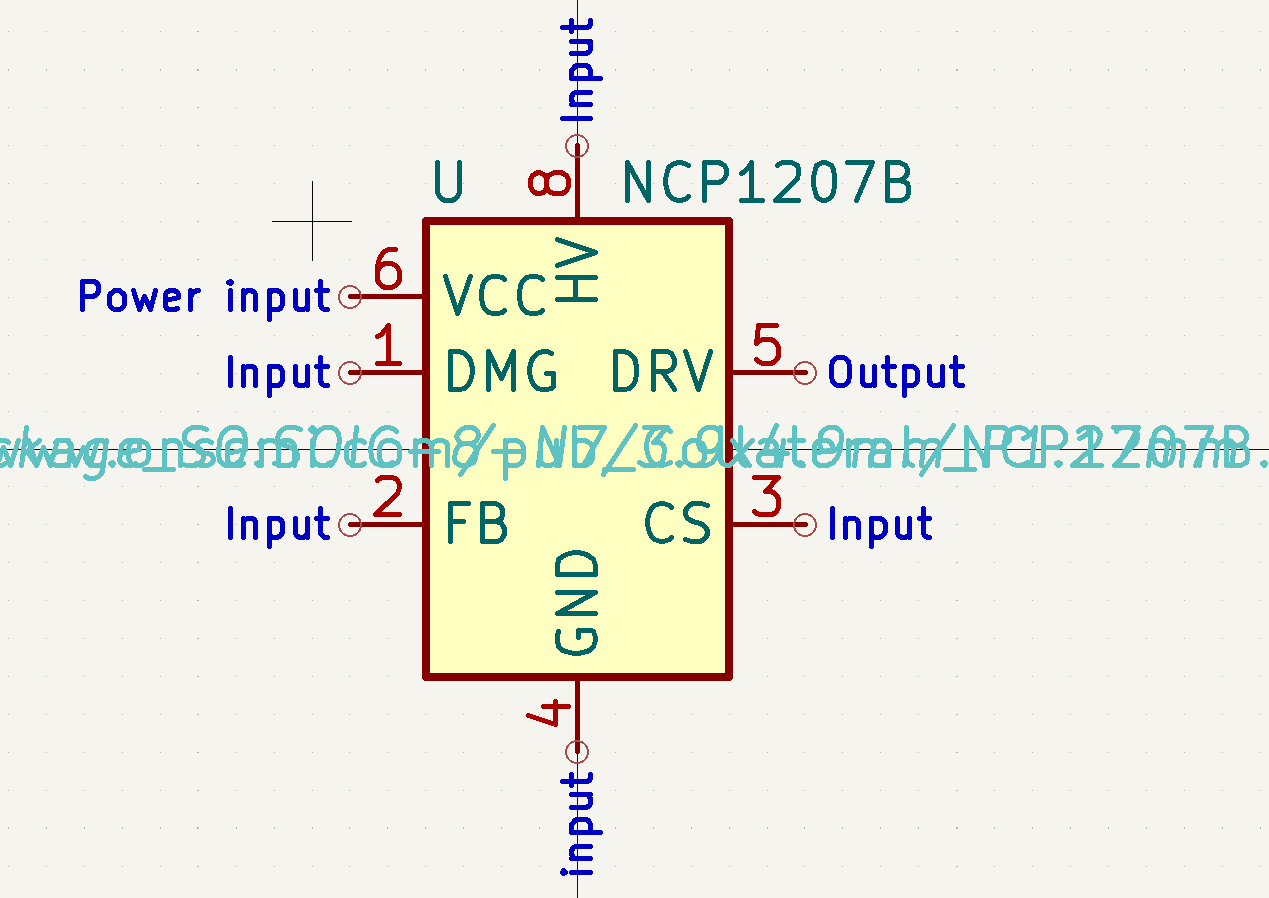 Input
8
U
NCP1207B
HV
6
Power input
VCC
1
Input
DMG
DRV
5
Output
2
Input
FB
CS
3
Input
GND
4
input